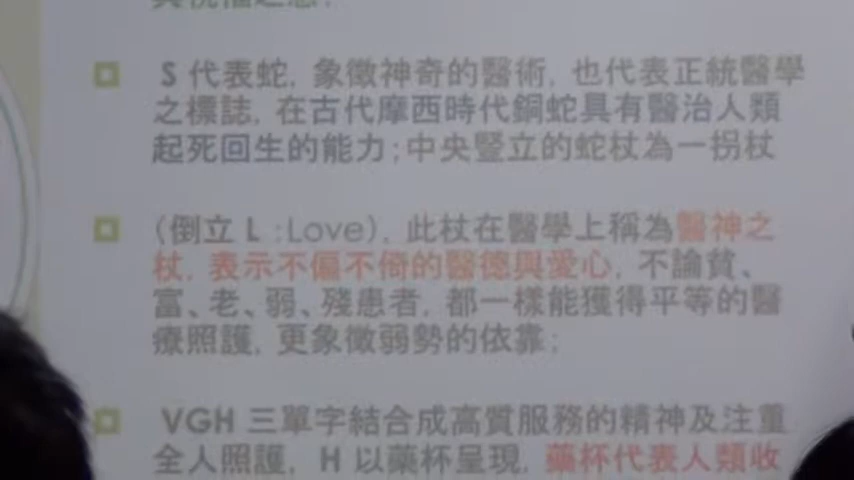 與祝福之意.
S 代表蛇, 象徵神奇的醫術, 也代表正統醫學
之標誌, 在古代摩西時代銅蛇具有醫治人類
起死回生的能力;中央豎立的蛇杖為一拐杖
(倒立 L :Love), 此杖在醫學上稱為醫神之
杖, 表示不偏不倚的醫德與愛心, 不論貧、
富、老、弱、殘患者, 都一樣能獲得平等的醫
療照護, 更象徵弱勢的依靠;
VGH 三單字結合成高質服務的精神及注重
全人照護, H 以藥杯呈現, 藥杯代表人類收